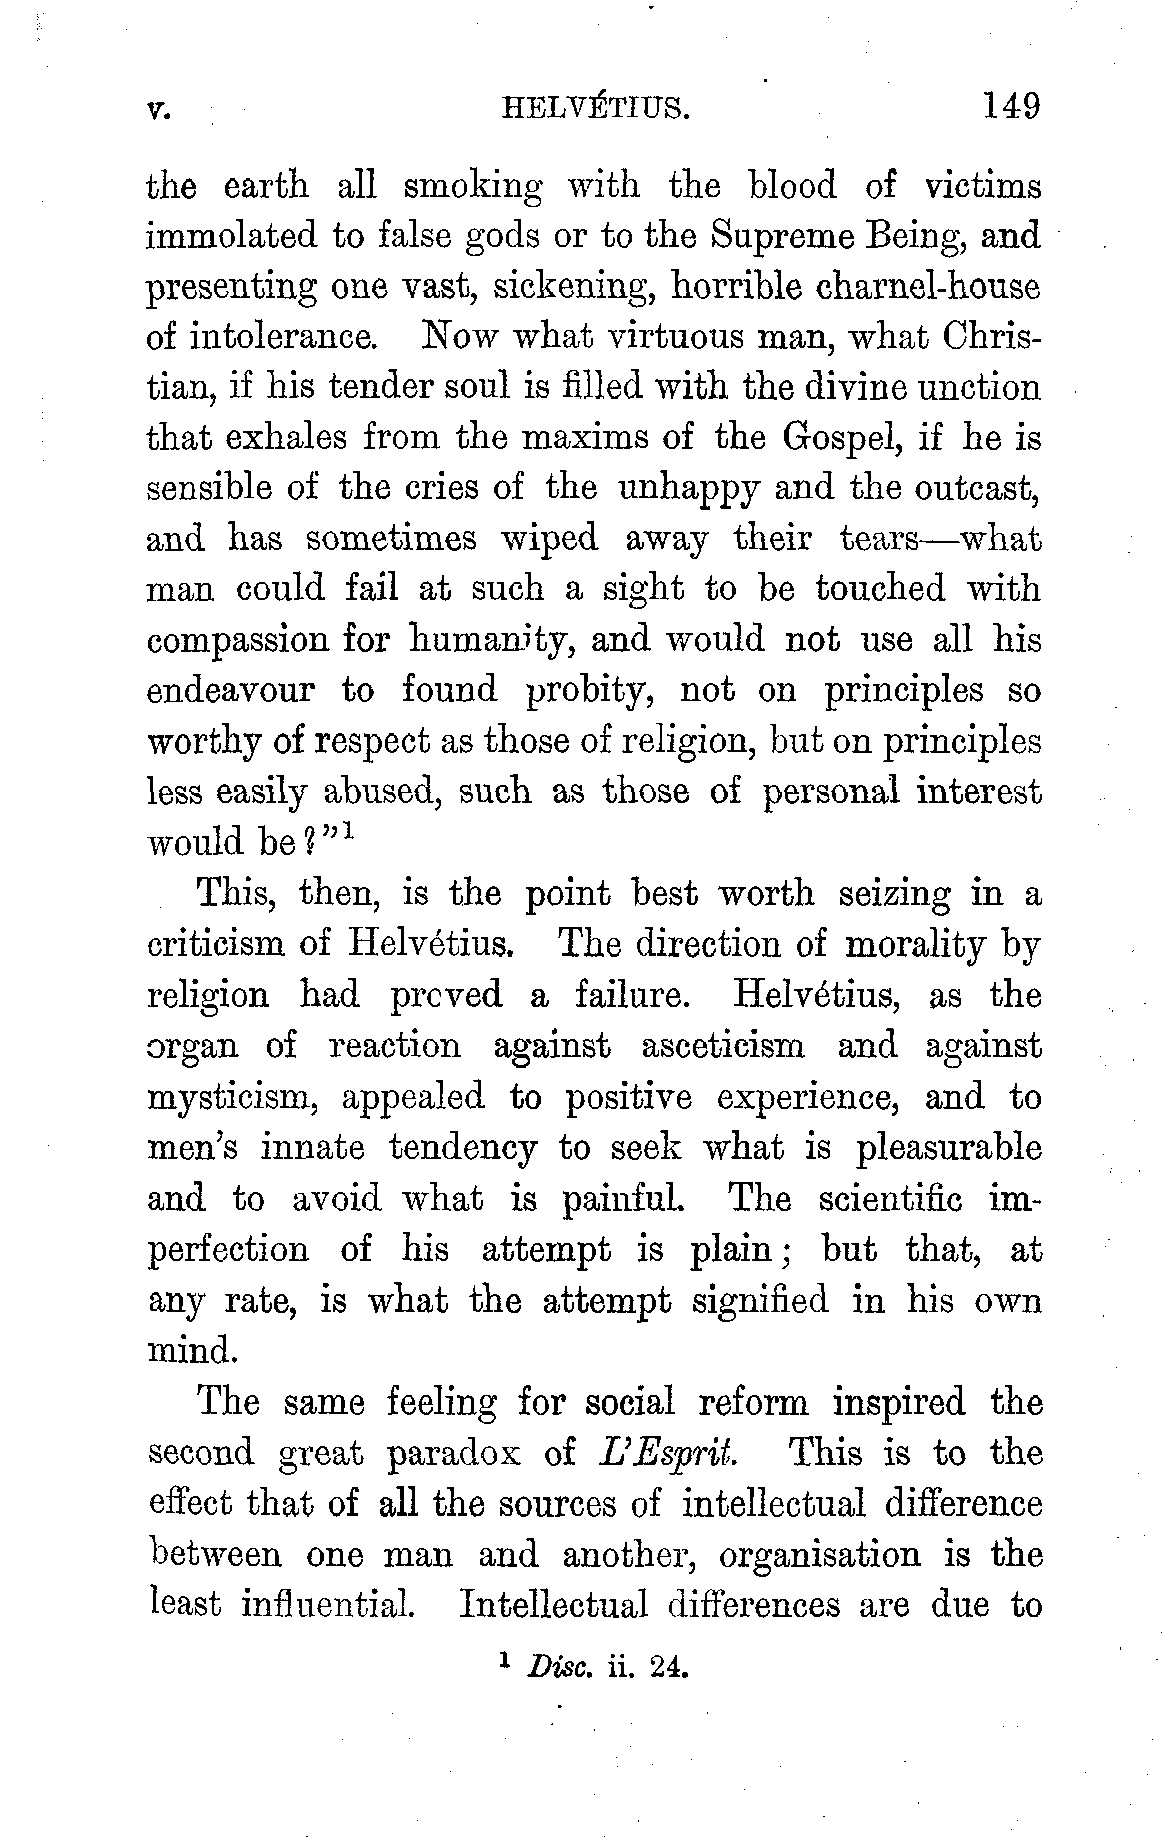 v. HELVÉTIUS. 149
the earth all smoking with the blood of victims
immolated to false gods or to the Supreme Being, and
presenting one vast, sickening, horrible charnel-house
of intolerance. Now what virtuous man, what Chris-
tian, if his tender soul is filled with the divine unction
that exhales from the maxims of the Gospel, if he is
sensible of the cries of the unhappy and the outcast,
and has sometimes wiped away their tears—what
man could fail at such a sight to be touched with
compassion for humanity, and would not use all his
endeavour to found probity, not on principles so
worthy of respect as those of religion, but on principles
less easily abused, such as those of personal interest
would be?"¹
This, then, is the point best worth seizing in a
criticism of Helvétius. The direction of morality by
religion had proved a failure. Helvétius, as the
organ of reaction against asceticism and against
mysticism, appealed to positive experience, and to
men's innate tendency to seek what is pleasurable
and to avoid what is painful. The scientific im-
perfection of his attempt is plain; but that, at
any rate, is what the attempt signified in his own
mind.
The same feeling for social reform inspired the
second great paradox of L'Esprit. This is to the
effect that of all the sources of intellectual difference
between one man and another, organisation is the
least influential. Intellectual differences are due to
¹ Disc. ii. 24.